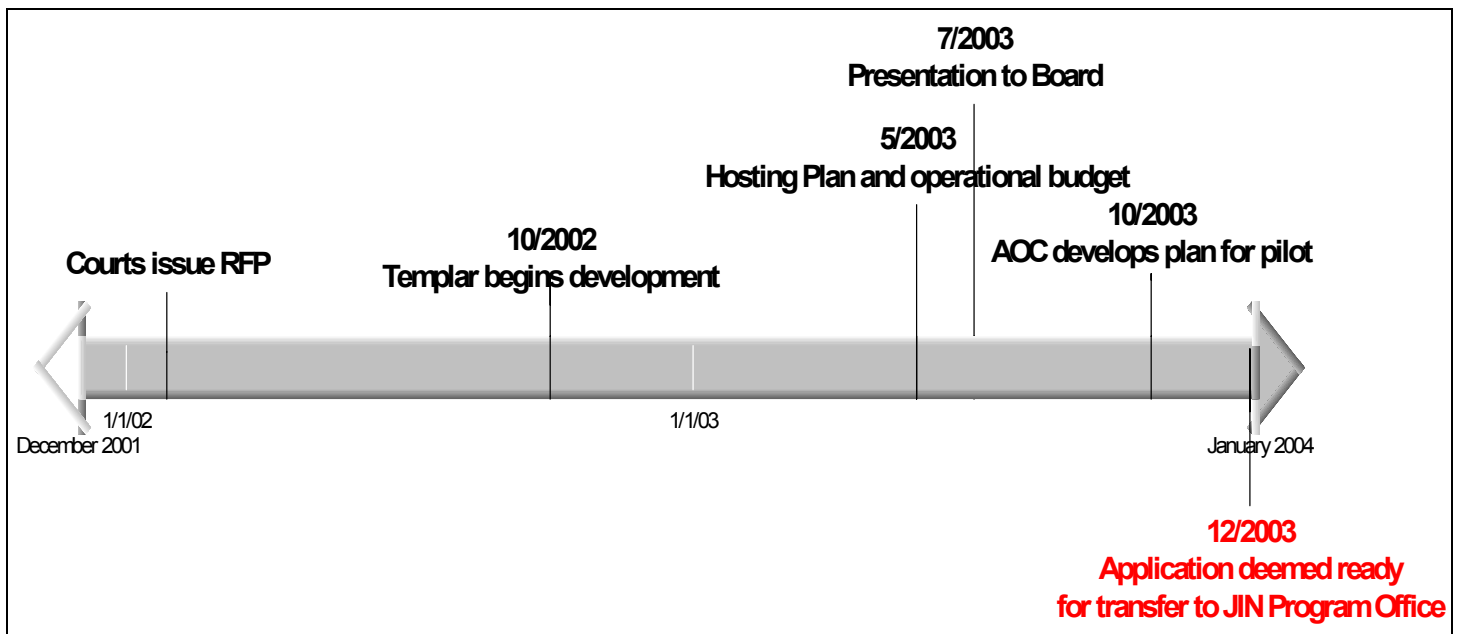 7/2003
Presentation to Board
5/2003
Hosting Plan and operational budget
10/2003
AOC develops plan for pilot
10/2002
Templar begins development
Courts issue RFP
1/1/02
1/1/03
December 2001
January 2004
12/2003
Application deemed ready
for transfer to JIN Program Office